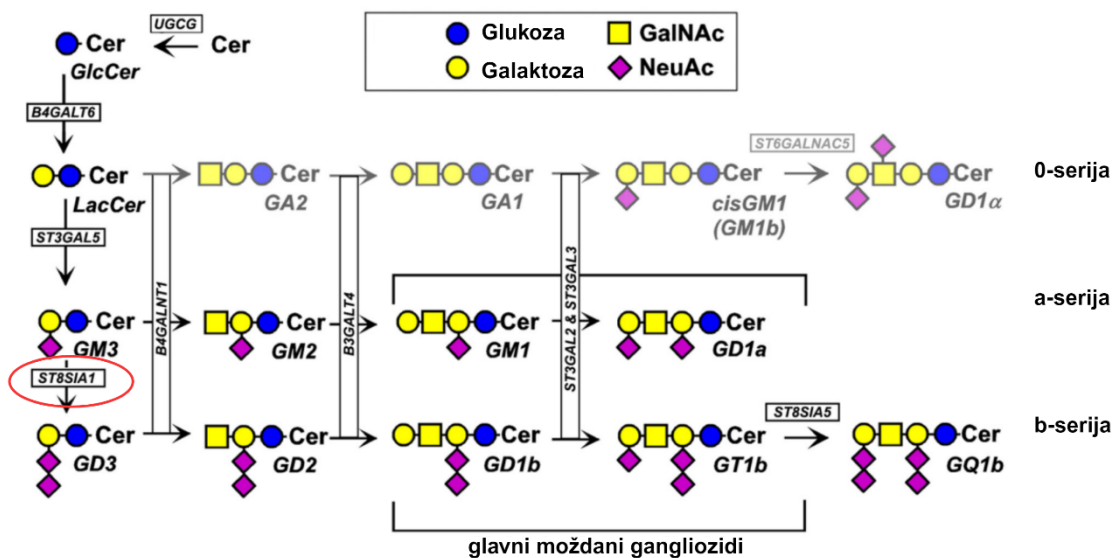 UGCG
Cer
Cer
GlcCer
Glukoza
GalNAc
Galaktoza
NeuAc
B4GALT6
Cer
LacCer
Cer
GA2
Cer
GA1
Cer
cisGM1
(GM1b)
ST6GALNAC5
Cer
GD1α
0-serija
ST3GAL5
B4GALNT1
B3GALT4
ST3GAL2 & ST3GAL3
Cer
GM3
Cer
GM2
Cer
GM1
Cer
GD1a
a-serija
ST8SIA1
Cer
GD3
Cer
GD2
Cer
GD1b
Cer
GT1b
ST8SIA5
Cer
GQ1b
b-serija
glavni moždani gangliozidi